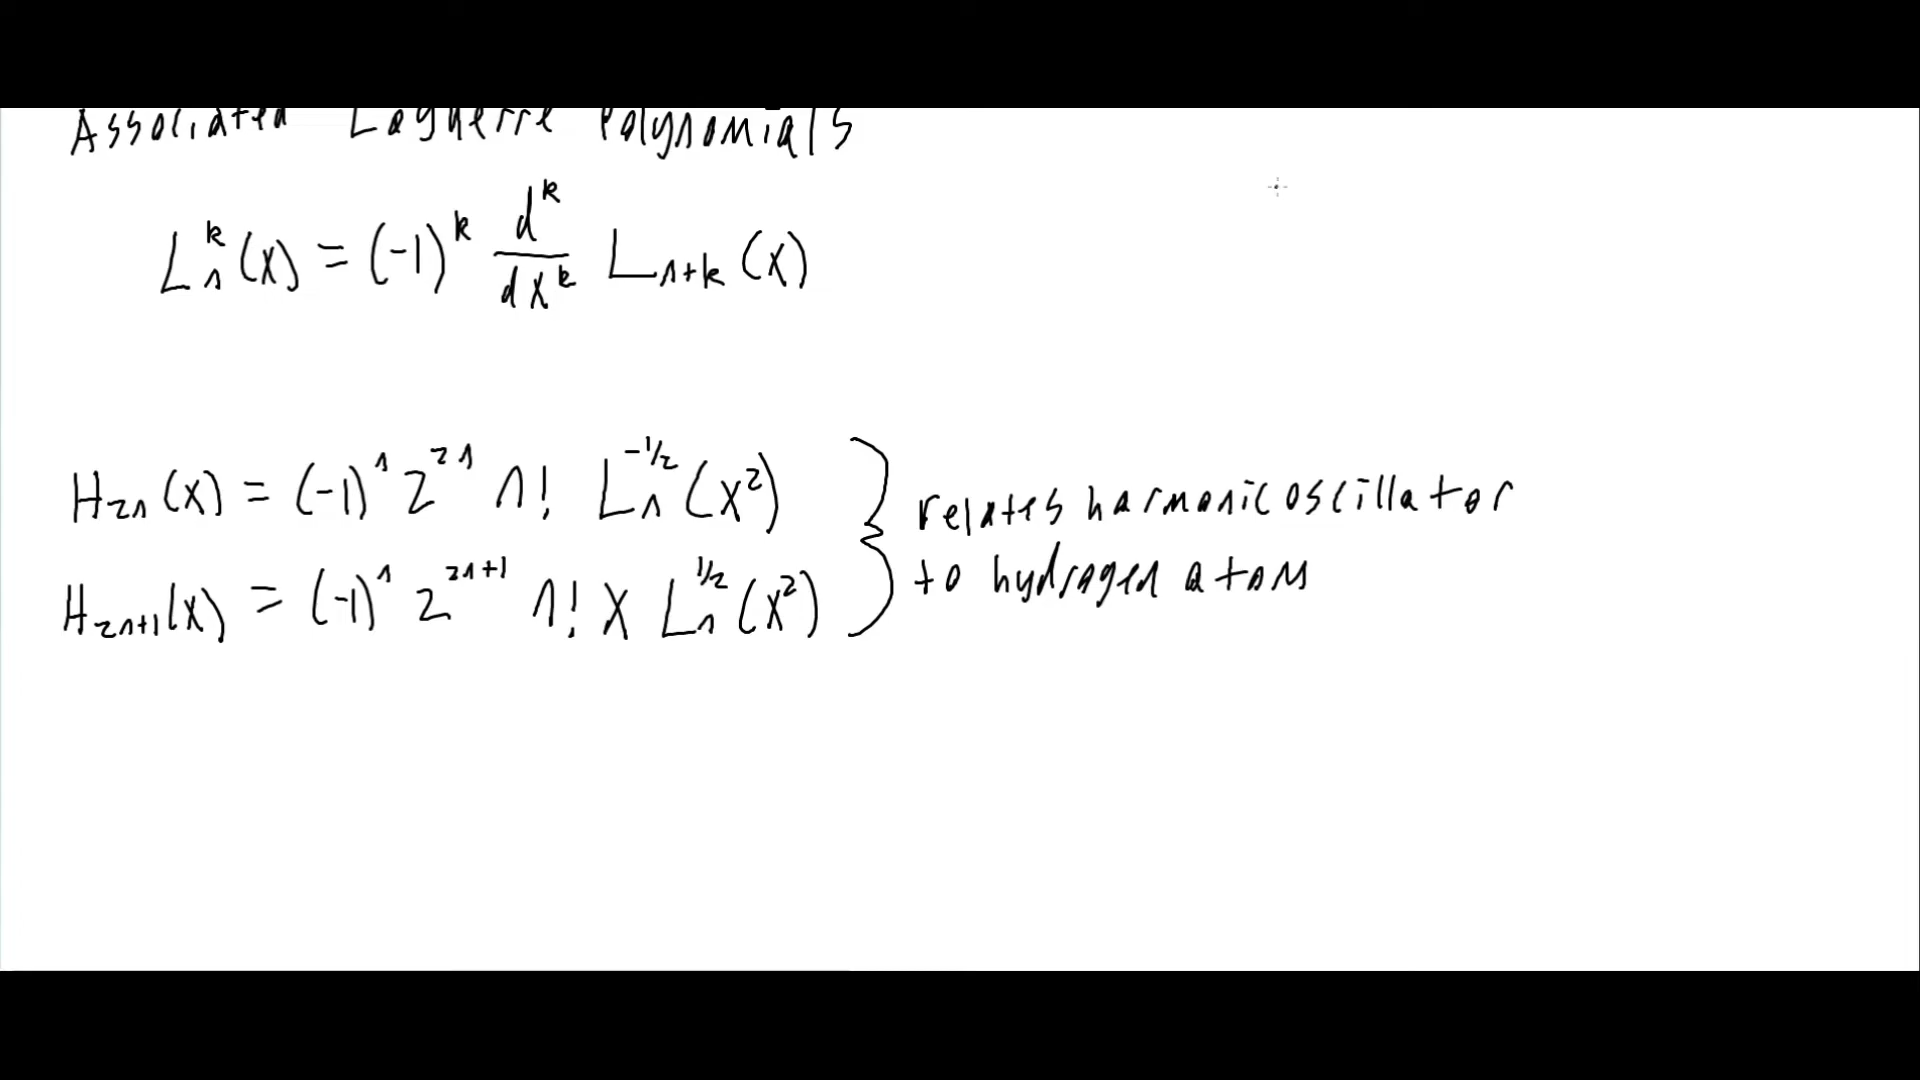 Associated Laguerre Polynomials
L_n^k(x) = (-1)^k d^k/dx^k L_{n+k}(x)
H_{2n}(x) = (-1)^n 2^{2n} n! L_n^{-1/2}(x^2)
H_{2n+1}(x) = (-1)^n 2^{2n+1} n! x L_n^{1/2}(x^2)
relates harmonic oscillator
to hydrogen atom